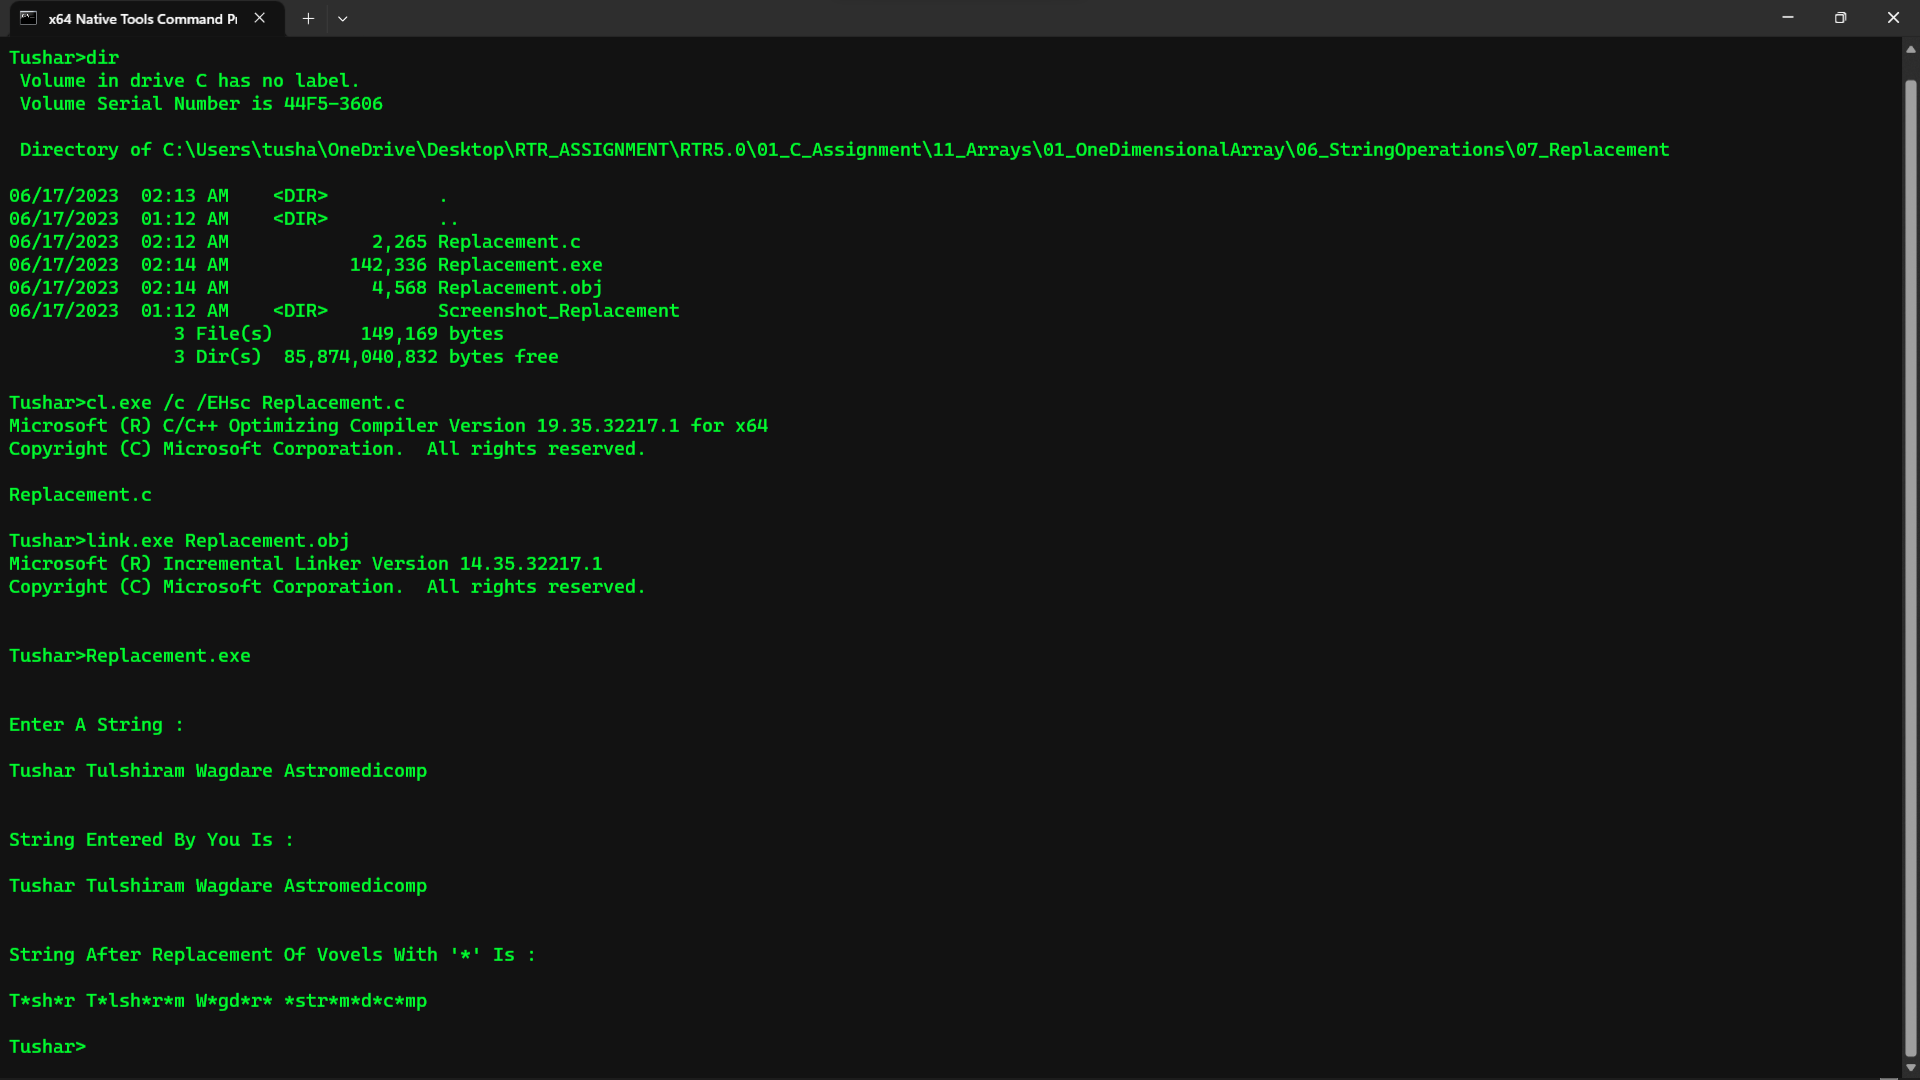 x64 Native Tools Command Pr
Tushar>dir
 Volume in drive C has no label.
 Volume Serial Number is 44F5-3606

 Directory of C:\Users\tusha\OneDrive\Desktop\RTR_ASSIGNMENT\RTR5.0\01_C_Assignment\11_Arrays\01_OneDimensionalArray\06_StringOperations\07_Replacement

06/17/2023  02:13 AM    <DIR>          .
06/17/2023  01:12 AM    <DIR>          ..
06/17/2023  02:12 AM             2,265 Replacement.c
06/17/2023  02:14 AM           142,336 Replacement.exe
06/17/2023  02:14 AM             4,568 Replacement.obj
06/17/2023  01:12 AM    <DIR>          Screenshot_Replacement
               3 File(s)        149,169 bytes
               3 Dir(s)  85,874,040,832 bytes free

Tushar>cl.exe /c /EHsc Replacement.c
Microsoft (R) C/C++ Optimizing Compiler Version 19.35.32217.1 for x64
Copyright (C) Microsoft Corporation.  All rights reserved.

Replacement.c

Tushar>link.exe Replacement.obj
Microsoft (R) Incremental Linker Version 14.35.32217.1
Copyright (C) Microsoft Corporation.  All rights reserved.


Tushar>Replacement.exe


Enter A String :

Tushar Tulshiram Wagdare Astromedicomp


String Entered By You Is :

Tushar Tulshiram Wagdare Astromedicomp


String After Replacement Of Vovels With '*' Is :

T*sh*r T*lsh*r*m W*gd*r* *str*m*d*c*mp

Tushar>